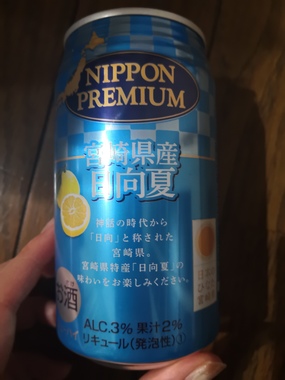 NIPPON
PREMIUM
宮崎県産
日向夏
神話の時代から
「日向」と称された
宮崎県。
宮崎県特産「日向夏」の
味わいをお楽しみください。
お酒
ALC.3% 果汁2%
リキュール(発泡性)①